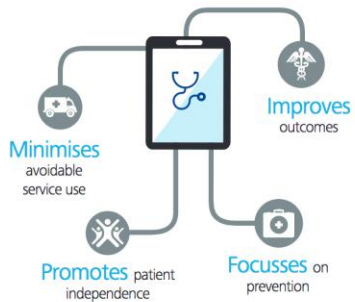 Improves
outcomes
Minimises
avoidable
service use
Promotes patient
independence
Focusses on
prevention